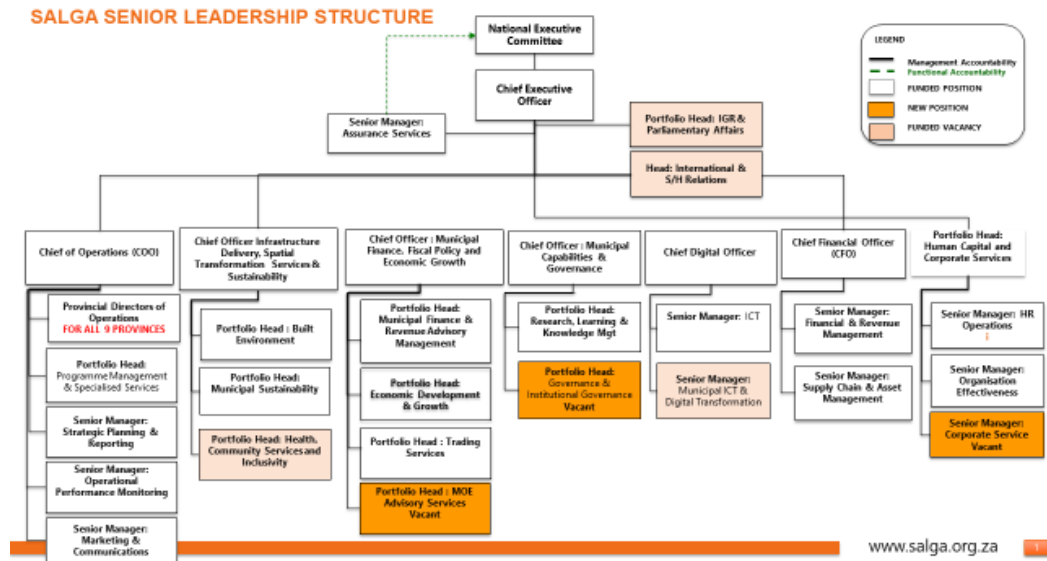 SALGA SENIOR LEADERSHIP STRUCTURE
National Executive
Committee
LEGEND
Management Accountability
Functional Accountability
FUNDED POSITION
NEW POSITION
FUNDED VACANCY
Chief Executive
Officer
Senior Manager:
Assurance Services
Portfolio Head: IGR &
Parliamentary Affairs
Head: International &
S/H Relations
Chief of Operations (COO)
Chief Officer Infrastructure
Delivery, Spatial
Transformation Services &
Sustainability
Chief Officer : Municipal
Finance, Fiscal Policy and
Economic Growth
Chief Officer : Municipal
Capabilities &
Governance
Chief Digital Officer
Chief Financial Officer
(CFO)
Portfolio Head:
Human Capital and
Corporate Services
Provincial Directors of
Operations
FOR ALL 9 PROVINCES
Portfolio Head:
Programme Management
& Specialised Services
Senior Manager:
Strategic Planning &
Reporting
Senior Manager:
Operational
Performance Monitoring
Senior Manager:
Marketing &
Communications
Portfolio Head : Built
Environment
Portfolio Head:
Municipal Sustainability
Portfolio Head: Health,
Community Services and
Inclusivity
Portfolio Head:
Municipal Finance &
Revenue Advisory
Management
Portfolio Head:
Economic Development
& Growth
Portfolio Head : Trading
Services
Portfolio Head : MOE
Advisory Services
Vacant
Portfolio Head:
Research, Learning &
Knowledge Mgt
Portfolio Head:
Governance &
Institutional Governance
Vacant
Senior Manager: ICT
Senior Manager:
Municipal ICT &
Digital Transformation
Senior Manager:
Financial & Revenue
Management
Senior Manager:
Supply Chain & Asset
Management
Senior Manager: HR
Operations
i
Senior Manager:
Organisation
Effectiveness
Senior Manager:
Corporate Service
Vacant
www.salga.org.za
1